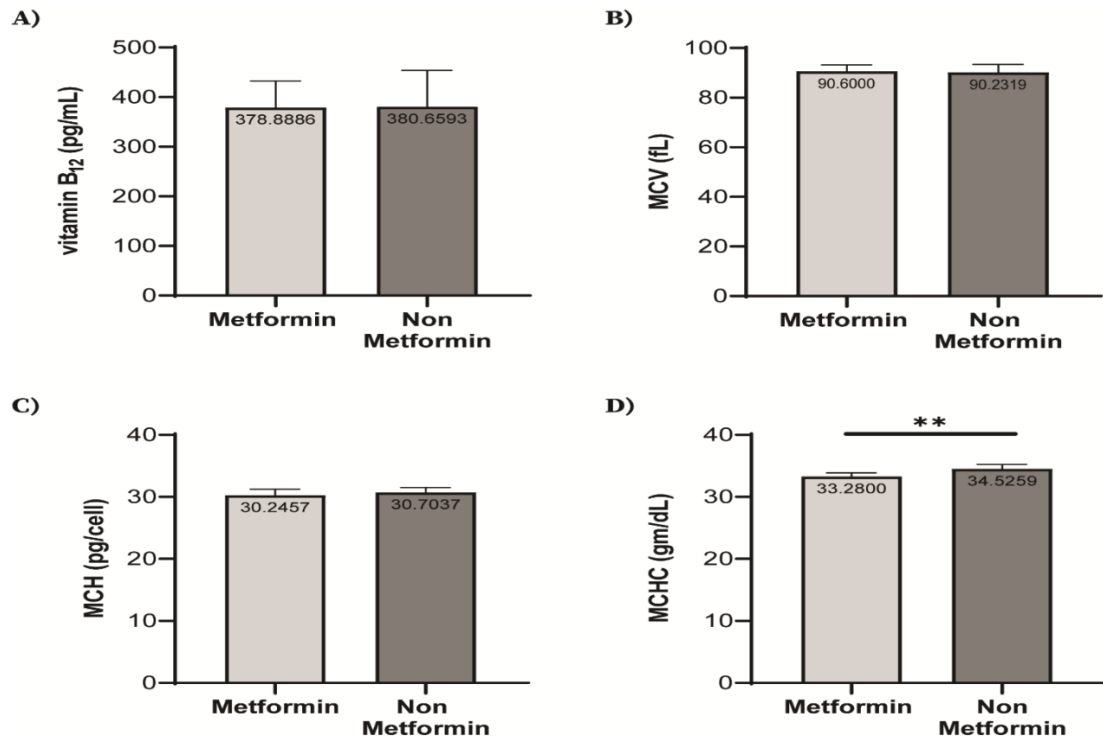 A)
vitamin B₁₂ (pg/mL)
500
400
300
200
100
0
378.8886
380.6593
Metformin
Non
Metformin
B)
MCV (fL)
100
80
60
40
20
0
90.6000
90.2319
Metformin
Non
Metformin
C)
MCH (pg/cell)
40
30
20
10
0
30.2457
30.7037
Metformin
Non
Metformin
D)
MCHC (gm/dL)
40
30
20
10
0
**
33.2800
34.5259
Metformin
Non
Metformin